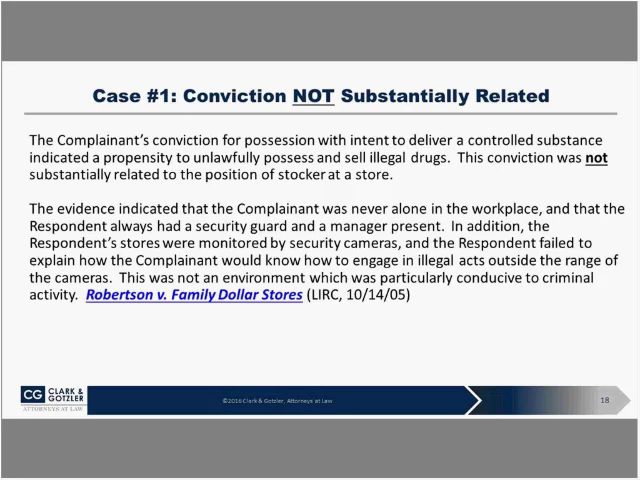 Case #1: Conviction NOT Substantially Related
The Complainant's conviction for possession with intent to deliver a controlled substance
indicated a propensity to unlawfully possess and sell illegal drugs. This conviction was not
substantially related to the position of stocker at a store.
The evidence indicated that the Complainant was never alone in the workplace, and that the
Respondent always had a security guard and a manager present. In addition, the
Respondent's stores were monitored by security cameras, and the Respondent failed to
explain how the Complainant would know how to engage in illegal acts outside the range of
the cameras. This was not an environment which was particularly conducive to criminal
activity. Robertson v. Family Dollar Stores (LIRC, 10/14/05)
CG CLARK &
GOTZLER
ATTORNEYS AT LAW
©2016 Clark & Gotzler, Attorneys at Law
18